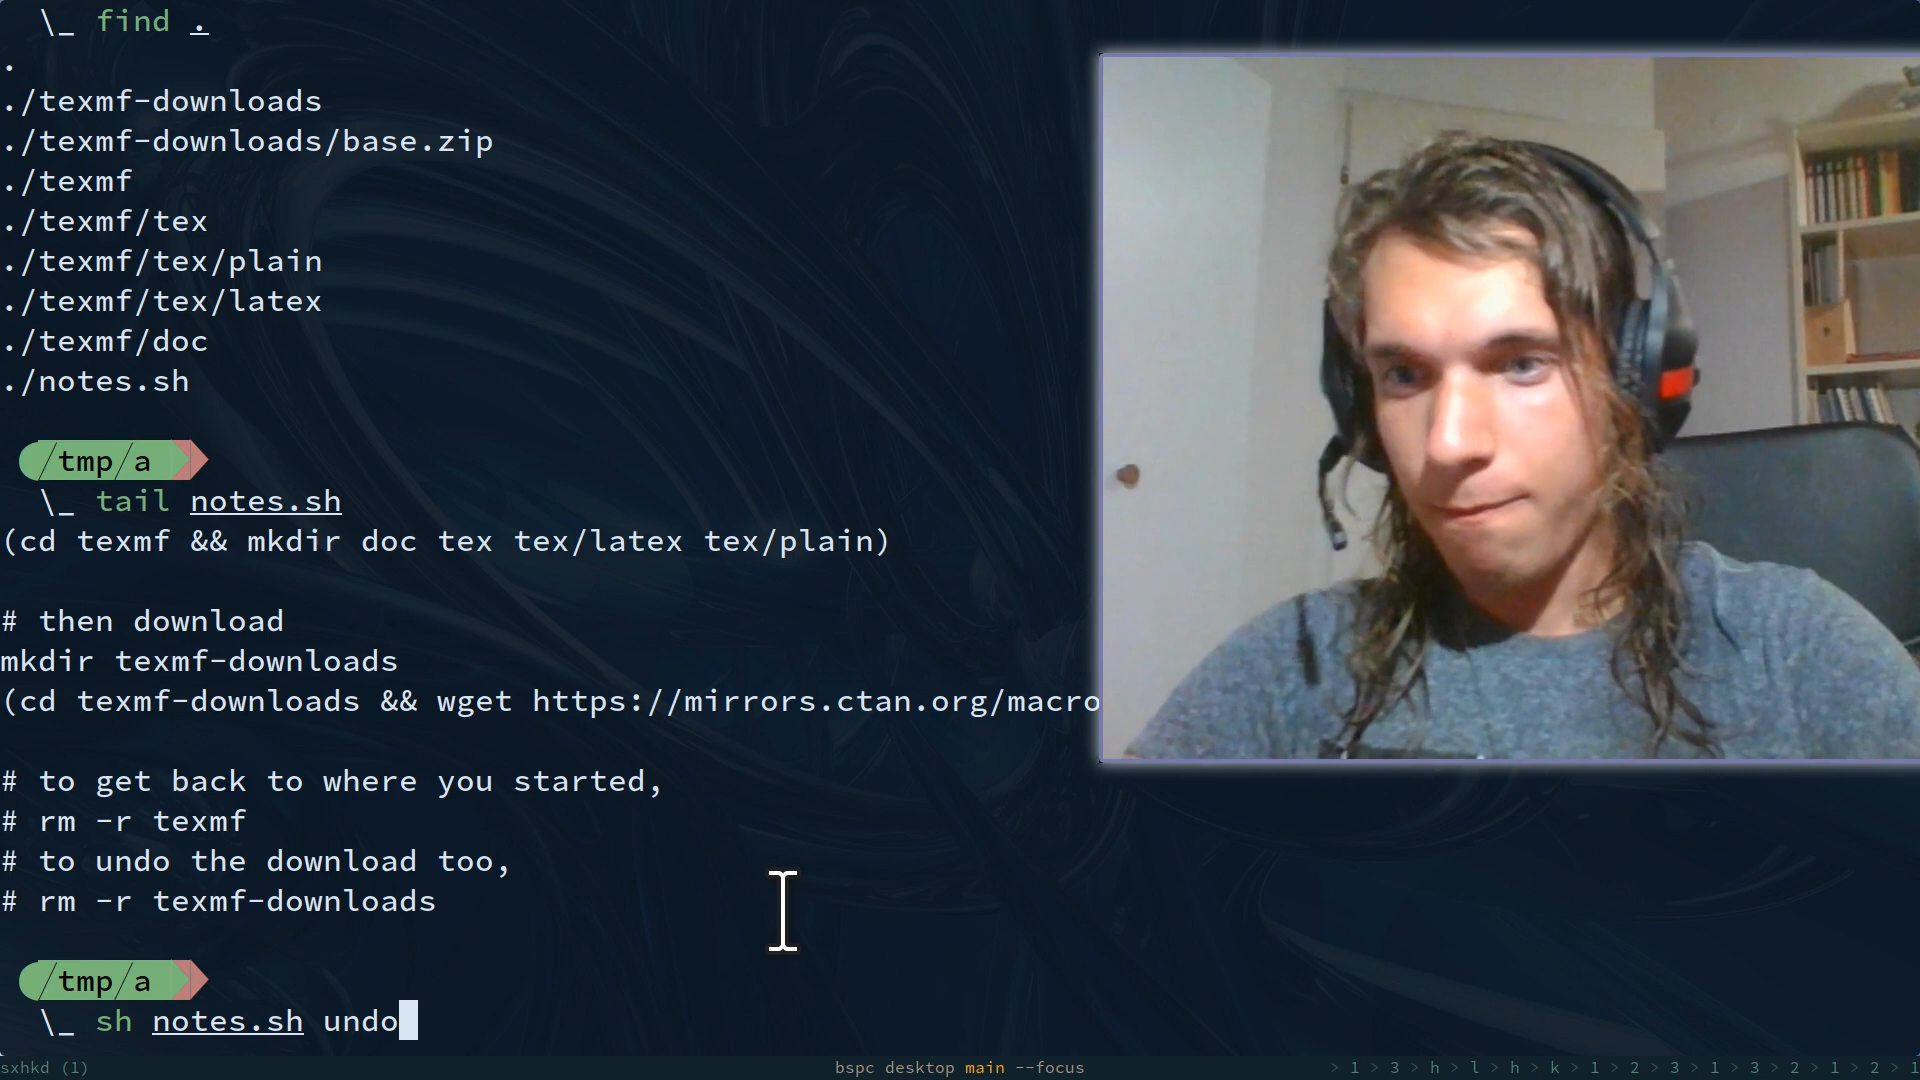 \_ find .
.
./texmf-downloads
./texmf-downloads/base.zip
./texmf
./texmf/tex
./texmf/tex/plain
./texmf/tex/latex
./texmf/doc
./notes.sh
/tmp/a
\_ tail notes.sh
(cd texmf && mkdir doc tex tex/latex tex/plain)
# then download
mkdir texmf-downloads
(cd texmf-downloads && wget https://mirrors.ctan.org/macro
# to get back to where you started,
# rm -r texmf
# to undo the download too,
# rm -r texmf-downloads
/tmp/a
\_ sh notes.sh undo
sxhkd (1)
bspc desktop main --focus
> 1 > 3 > h > l > h > k > 1 > 2 > 3 > 1 > 3 > 2 > 1 > 2 > 1